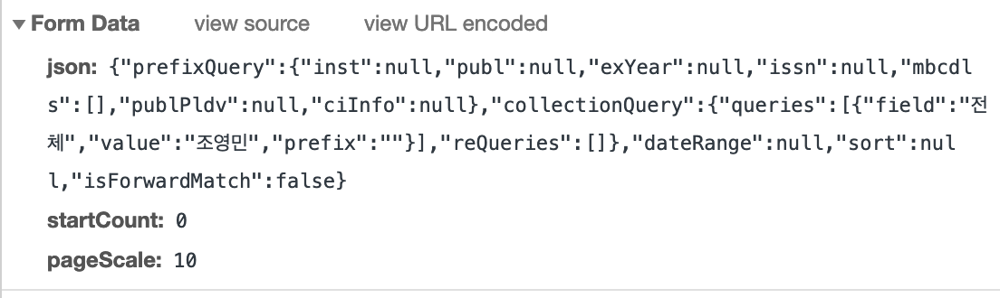 Form Data view source view URL encoded
json: {"prefixQuery":{"inst":null,"publ":null,"exYear":null,"issn":null,"mbcdl
s":[],"publPldv":null,"ciInfo":null},"collectionQuery":{"queries":[{"field":"전
체","value":"조영민","prefix":""}],"reQueries":[]},"dateRange":null,"sort":nul
l,"isForwardMatch":false}
startCount: 0
pageScale: 10